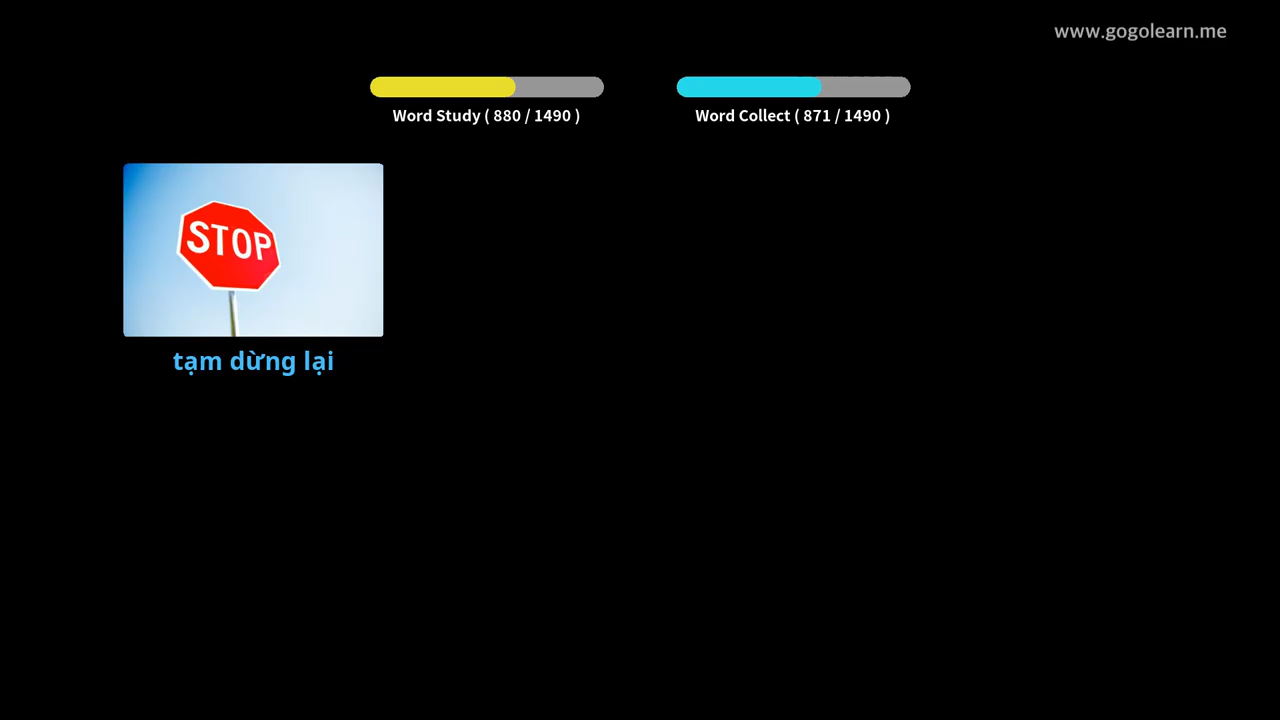 www.gogolearn.me
Word Study ( 880 / 1490 )
Word Collect ( 871 / 1490 )
STOP
tạm dừng lại